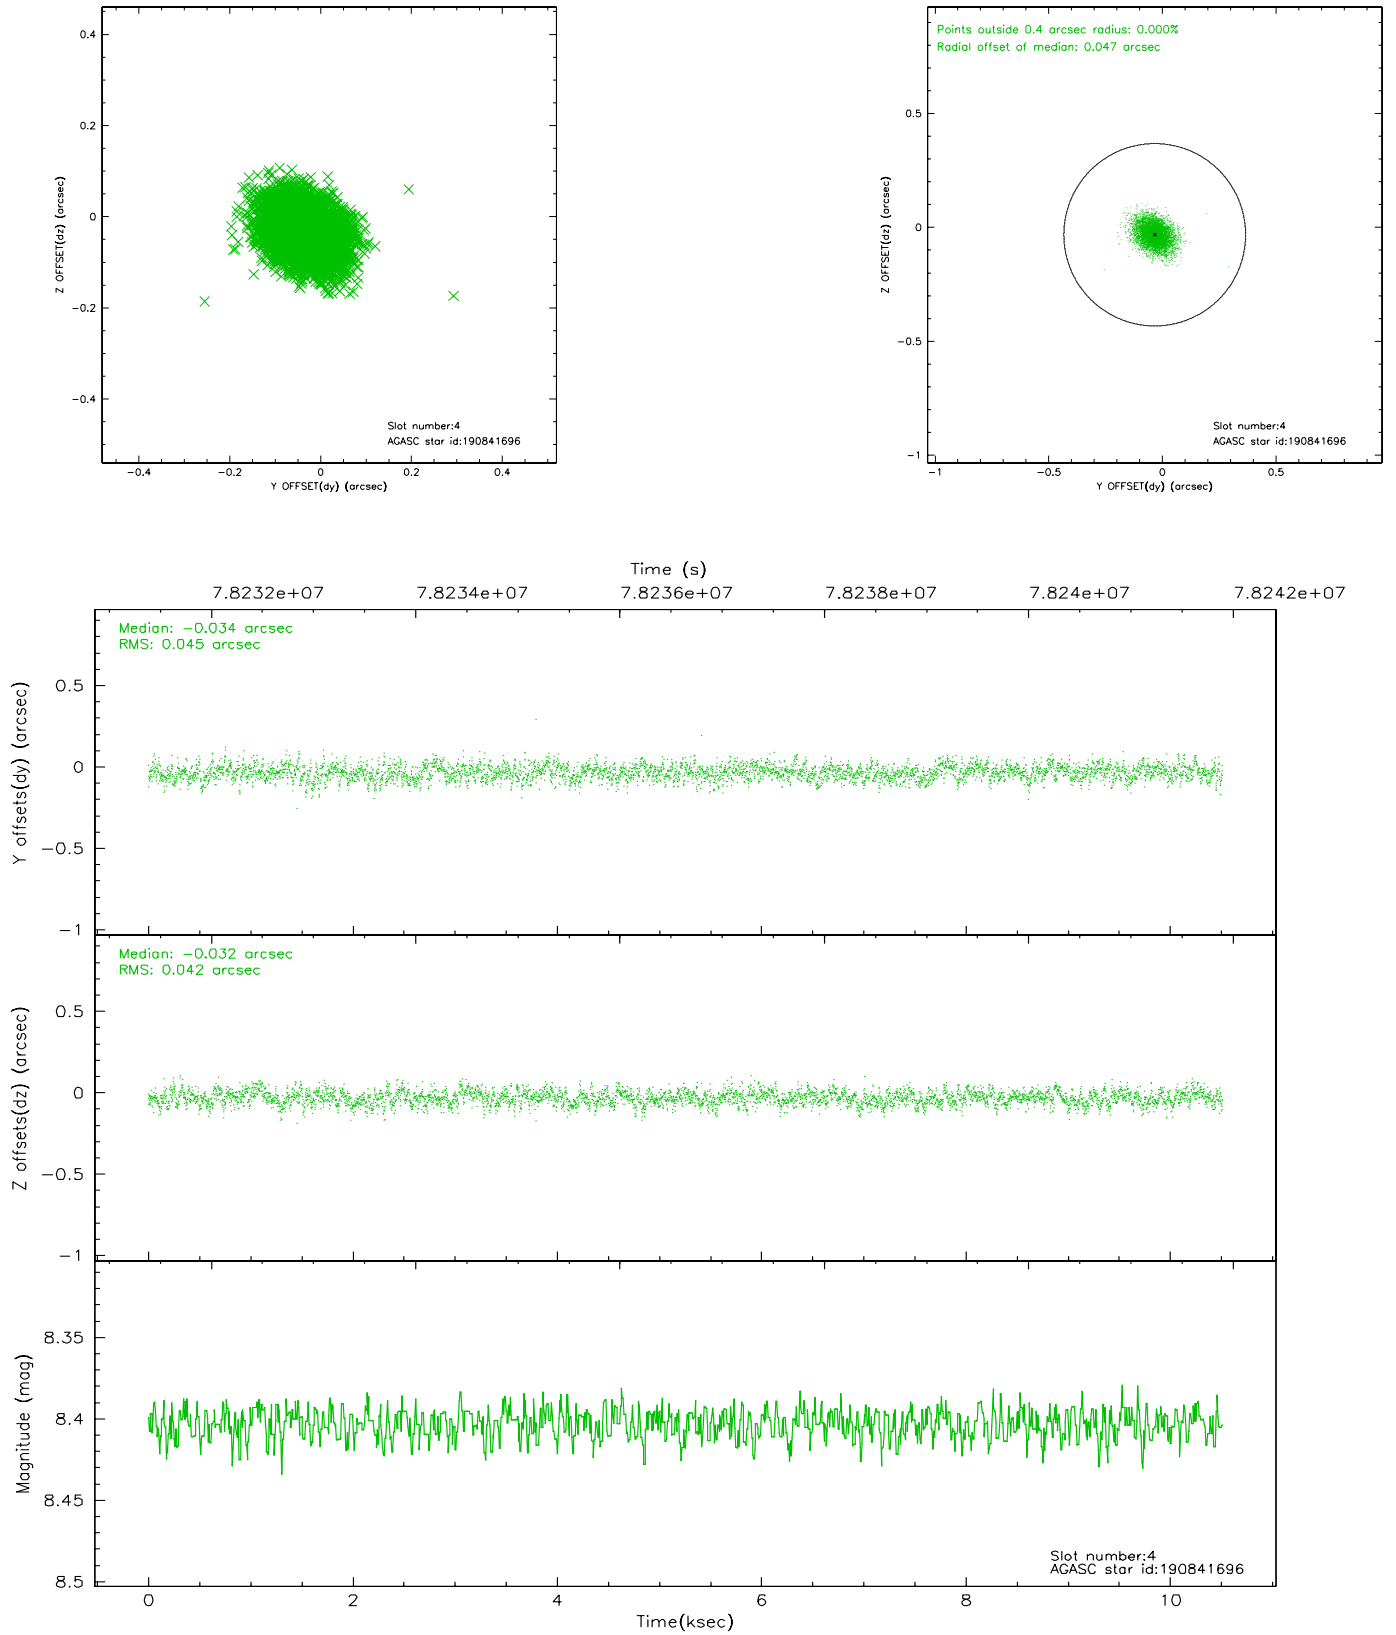 0.4
0.2
0
−0.2
−0.4
Z OFFSET(dz) (arcsec)
Slot number:4
AGASC star id:190841696
−0.4 −0.2 0 0.2 0.4
Y OFFSET(dy) (arcsec)
Points outside 0.4 arcsec radius: 0.000%
Radial offset of median: 0.047 arcsec
0.5
0
−0.5
−1
Z OFFSET(dz) (arcsec)
Slot number:4
AGASC star id:190841696
−1 −0.5 0 0.5
Y OFFSET(dy) (arcsec)
Time (s)
7.8232e+07 7.8234e+07 7.8236e+07 7.8238e+07 7.824e+07 7.8242e+07
Median: −0.034 arcsec
RMS: 0.045 arcsec
0.5
0
−0.5
−1
Y offsets(dy) (arcsec)
Median: −0.032 arcsec
RMS: 0.042 arcsec
0.5
0
−0.5
−1
Z offsets(dz) (arcsec)
8.35
8.4
8.45
8.5
Magnitude (mag)
Slot number:4
AGASC star id:190841696
0 2 4 6 8 10
Time(ksec)